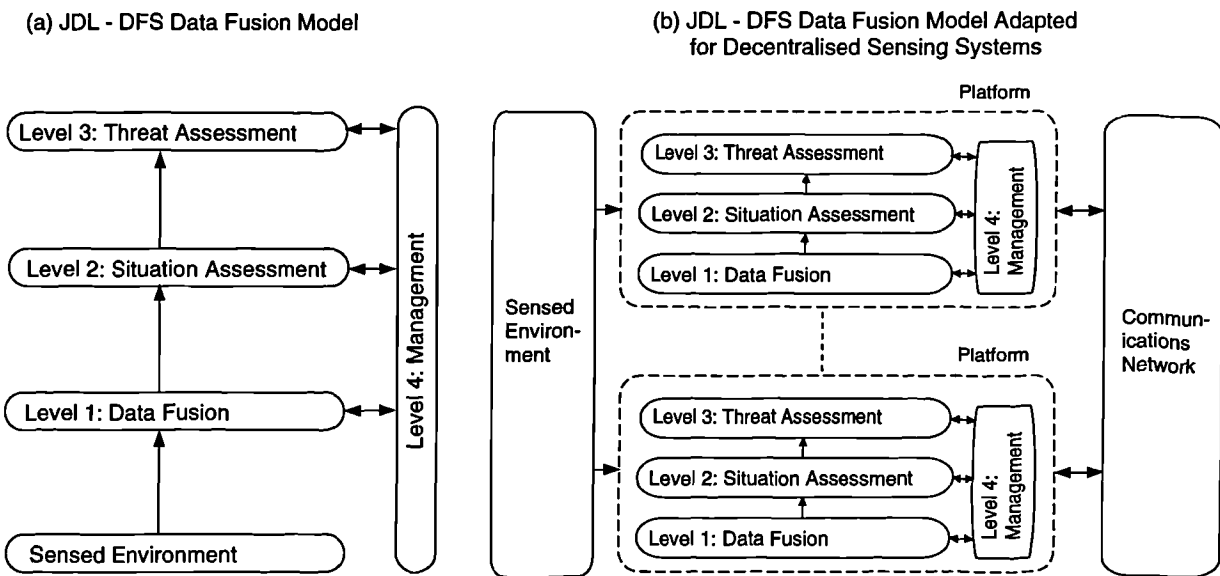 (a) JDL - DFS Data Fusion Model
Level 3: Threat Assessment
Level 2: Situation Assessment
Level 1: Data Fusion
Sensed Environment
Level 4: Management
(b) JDL - DFS Data Fusion Model Adapted
for Decentralised Sensing Systems
Sensed
Environ-
ment
Platform
Level 3: Threat Assessment
Level 2: Situation Assessment
Level 1: Data Fusion
Level 4:
Management
Platform
Level 3: Threat Assessment
Level 2: Situation Assessment
Level 1: Data Fusion
Level 4:
Management
Commun-
ications
Network